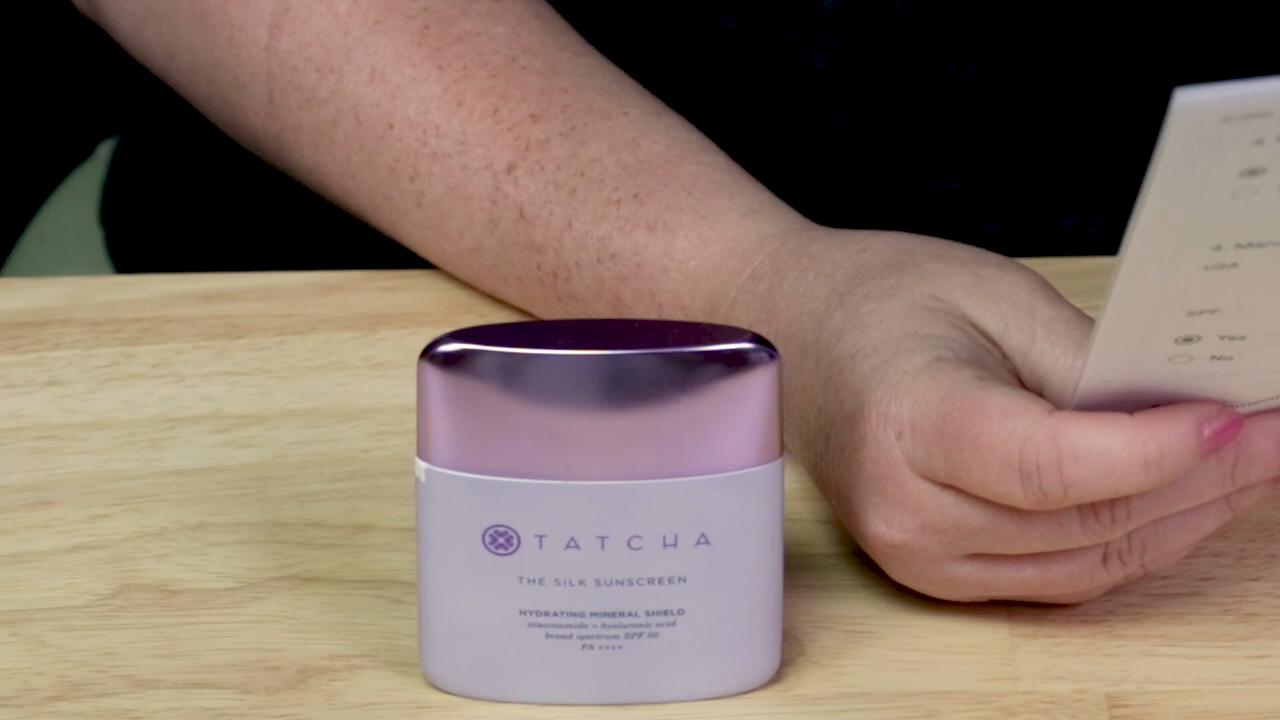 TATCHA
THE SILK SUNSCREEN
HYDRATING MINERAL SHIELD
niacinamide + hyaluronic acid
broad spectrum SPF 50
PA ++++
USA
SPF
Yes
No